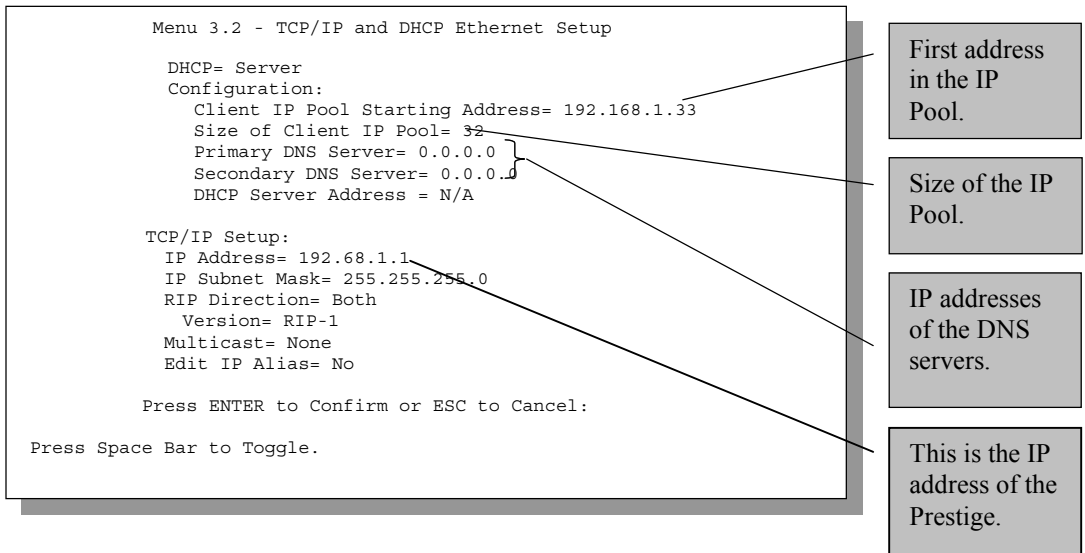 Menu 3.2 - TCP/IP and DHCP Ethernet Setup
DHCP= Server
Configuration:
Client IP Pool Starting Address= 192.168.1.33
Size of Client IP Pool= 32
Primary DNS Server= 0.0.0.0
Secondary DNS Server= 0.0.0.0
DHCP Server Address = N/A
TCP/IP Setup:
IP Address= 192.68.1.1
IP Subnet Mask= 255.255.255.0
RIP Direction= Both
Version= RIP-1
Multicast= None
Edit IP Alias= No
Press ENTER to Confirm or ESC to Cancel:
Press Space Bar to Toggle.
First address
in the IP
Pool.
Size of the IP
Pool.
IP addresses
of the DNS
servers.
This is the IP
address of the
Prestige.